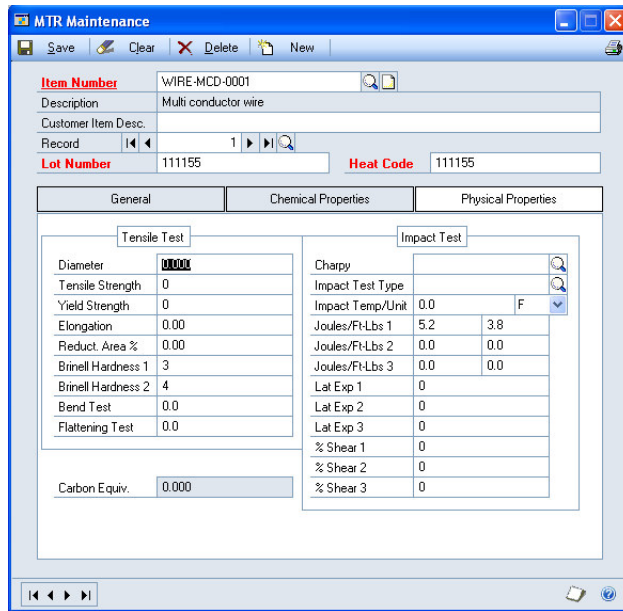 MTR Maintenance
Save Clear Delete New
Item Number WIRE-MCD-0001
Description Multi conductor wire
Customer Item Desc.
Record 1
Lot Number 111155 Heat Code 111155
General Chemical Properties Physical Properties
Tensile Test Impact Test
Diameter 0.000 Charpy
Tensile Strength 0 Impact Test Type
Yield Strength 0 Impact Temp/Unit 0.0 F
Elongation 0.00 Joules/Ft-Lbs 1 5.2 3.8
Reduct. Area % 0.00 Joules/Ft-Lbs 2 0.0 0.0
Brinell Hardness 1 3 Joules/Ft-Lbs 3 0.0 0.0
Brinell Hardness 2 4 Lat Exp 1 0
Bend Test 0.0 Lat Exp 2 0
Flattening Test 0.0 Lat Exp 3 0
% Shear 1 0
% Shear 2 0
Carbon Equiv. 0.000 % Shear 3 0